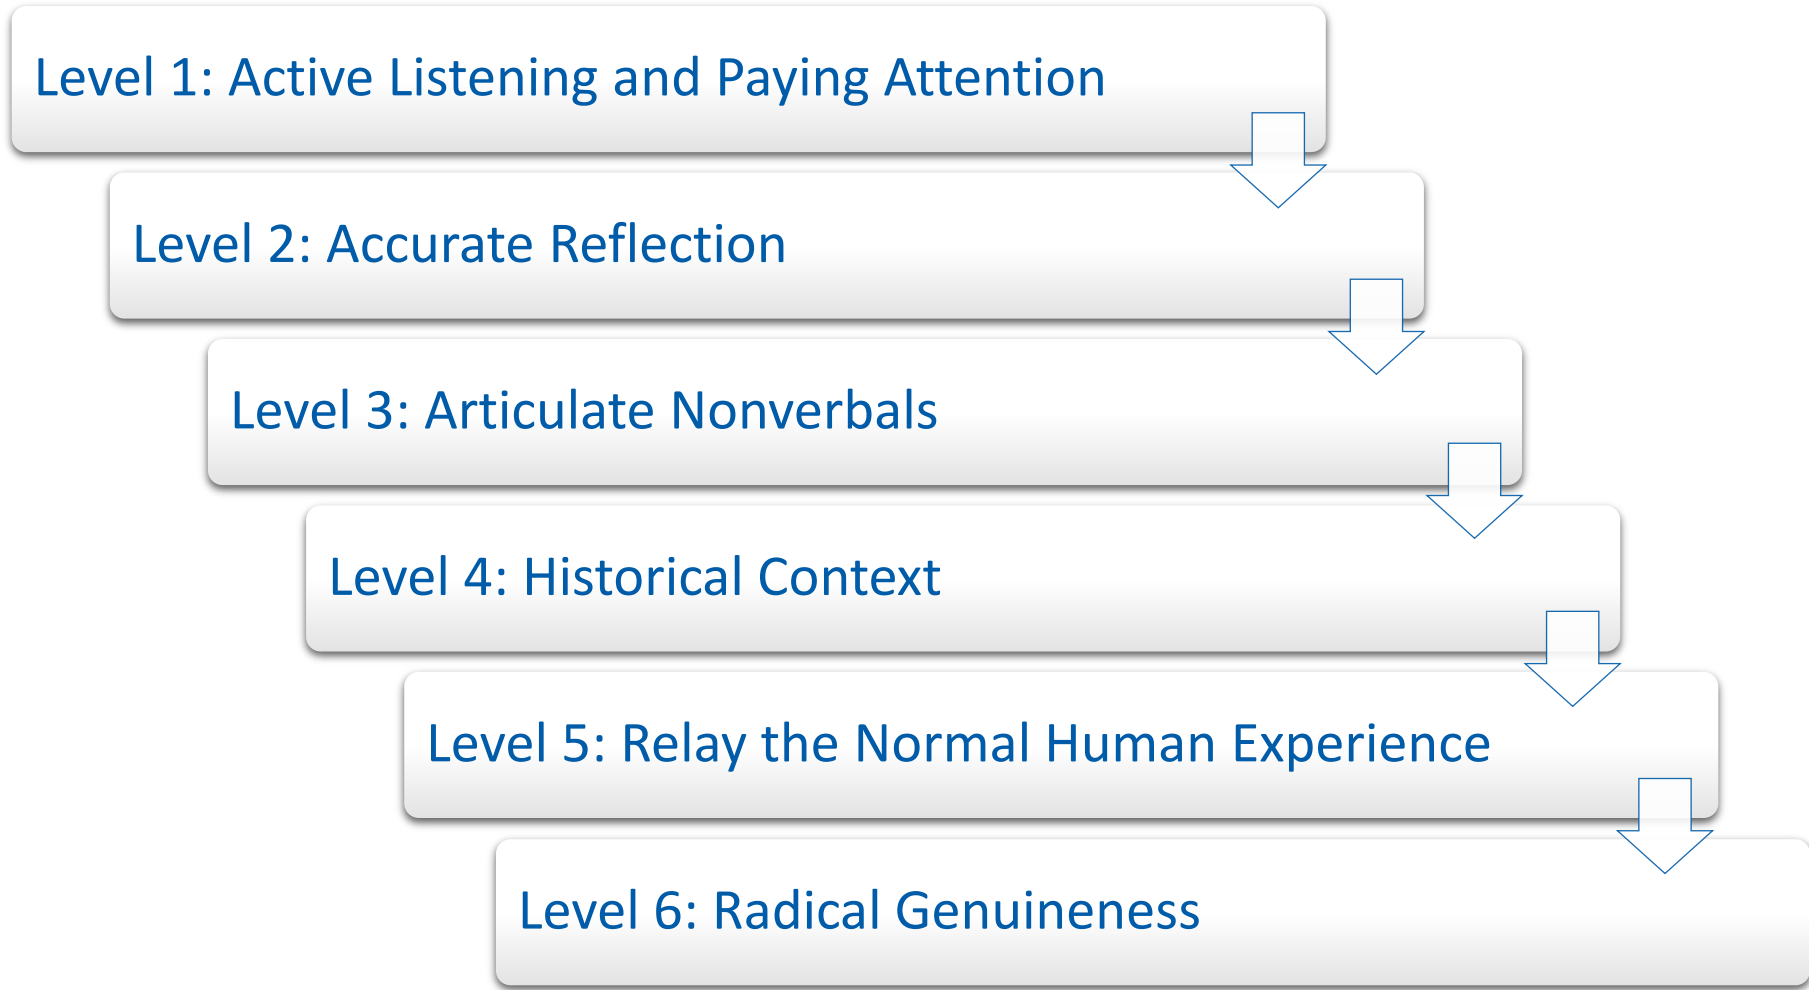 Level 1: Active Listening and Paying Attention
Level 2: Accurate Reflection
Level 3: Articulate Nonverbals
Level 4: Historical Context
Level 5: Relay the Normal Human Experience
Level 6: Radical Genuineness